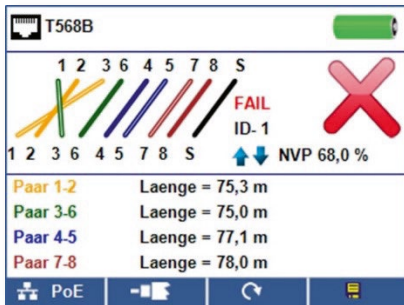 T568B
1 2 3 6 4 5 7 8 S
FAIL
ID- 1
1 2 3 6 4 5 7 8 S
NVP 68,0 %
Paar 1-2 Laenge = 75,3 m
Paar 3-6 Laenge = 75,0 m
Paar 4-5 Laenge = 77,1 m
Paar 7-8 Laenge = 78,0 m
PoE